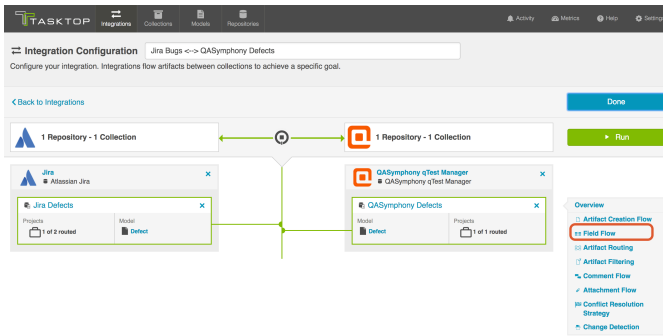 TASKTOP
Integrations
Collections
Models
Repositories
Activity
Metrics
Help
Settings
Integration Configuration
Jira Bugs <--> QASymphony Defects
Configure your integration. Integrations flow artifacts between collections to achieve a specific goal.
Back to Integrations
Done
1 Repository - 1 Collection
1 Repository - 1 Collection
Run
Jira
Atlassian Jira
QASymphony qTest Manager
QASymphony qTest Manager
Jira Defects
Projects
Model
1 of 2 routed
Defect
QASymphony Defects
Model
Projects
Defect
1 of 1 routed
Overview
Artifact Creation Flow
Field Flow
Artifact Routing
Artifact Filtering
Comment Flow
Attachment Flow
Conflict Resolution
Strategy
Change Detection